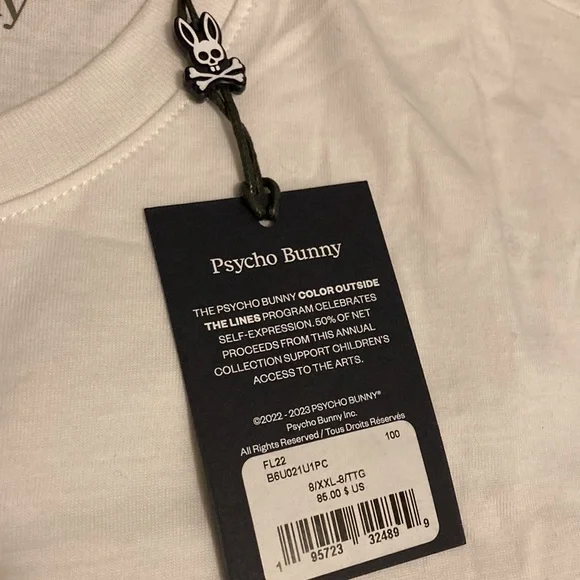 y
Psycho Bunny
THE PSYCHO BUNNY COLOR OUTSIDE
THE LINES PROGRAM CELEBRATES
SELF-EXPRESSION. 50% OF NET
PROCEEDS FROM THIS ANNUAL
COLLECTION SUPPORT CHILDREN'S
ACCESS TO THE ARTS.
©2022 - 2023 PSYCHO BUNNY®
Psycho Bunny Inc.
All Rights Reserved / Tous Droits Réservés
FL22 100
B6U021U1PC
8/XXL-8/TTG
85.00 $ US
1 95723 32489 9